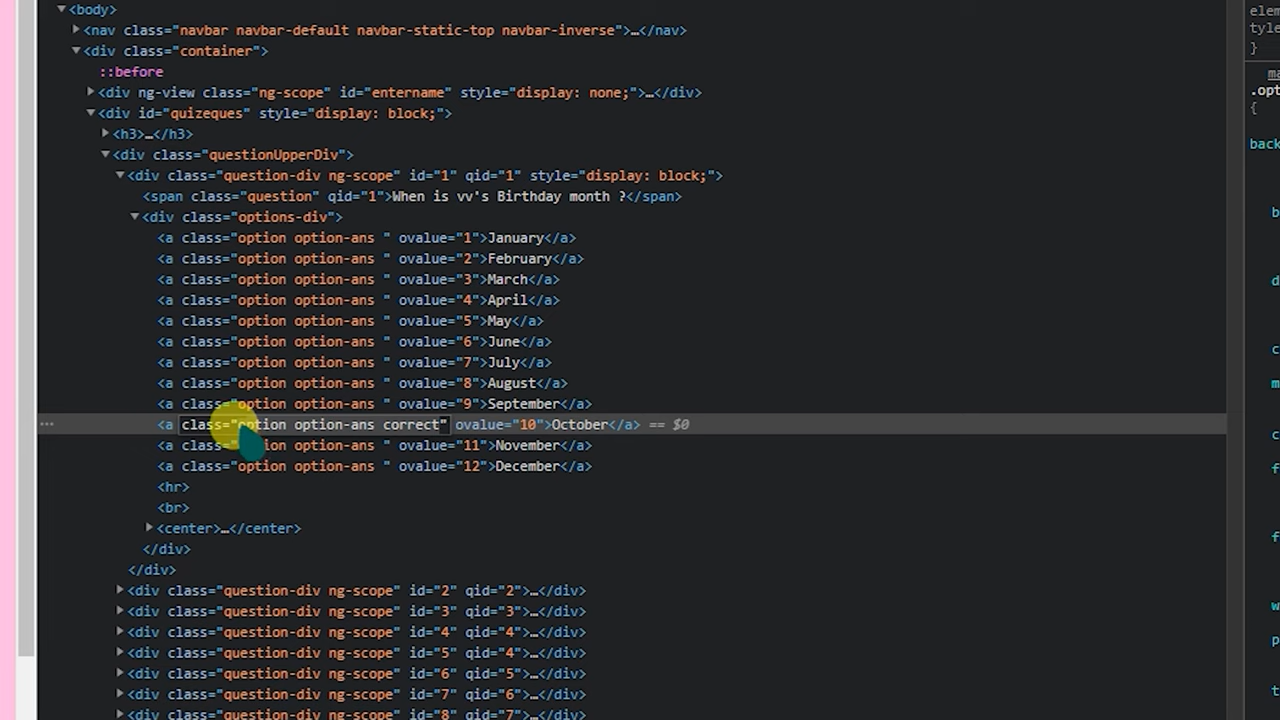 <body>
<nav class="navbar navbar-default navbar-static-top navbar-inverse">…</nav>
<div class="container">
::before
<div ng-view class="ng-scope" id="entername" style="display: none;">…</div>
<div id="quizeques" style="display: block;">
<h3>…</h3>
<div class="questionUpperDiv">
<div class="question-div ng-scope" id="1" qid="1" style="display: block;">
<span class="question" qid="1">When is vv's Birthday month ?</span>
<div class="options-div">
<a class="option option-ans " ovalue="1">January</a>
<a class="option option-ans " ovalue="2">February</a>
<a class="option option-ans " ovalue="3">March</a>
<a class="option option-ans " ovalue="4">April</a>
<a class="option option-ans " ovalue="5">May</a>
<a class="option option-ans " ovalue="6">June</a>
<a class="option option-ans " ovalue="7">July</a>
<a class="option option-ans " ovalue="8">August</a>
<a class="option option-ans " ovalue="9">September</a>
<a class="option option-ans correct" ovalue="10">October</a> == $0
<a class="option option-ans " ovalue="11">November</a>
<a class="option option-ans " ovalue="12">December</a>
<hr>
<br>
<center>…</center>
</div>
</div>
<div class="question-div ng-scope" id="2" qid="2">…</div>
<div class="question-div ng-scope" id="3" qid="3">…</div>
<div class="question-div ng-scope" id="4" qid="4">…</div>
<div class="question-div ng-scope" id="5" qid="4">…</div>
<div class="question-div ng-scope" id="6" qid="5">…</div>
<div class="question-div ng-scope" id="7" qid="6">…</div>
<div class="question-div ng-scope" id="8" qid="7">…</div>
elem
tyle
}
ma
.opt
{
back